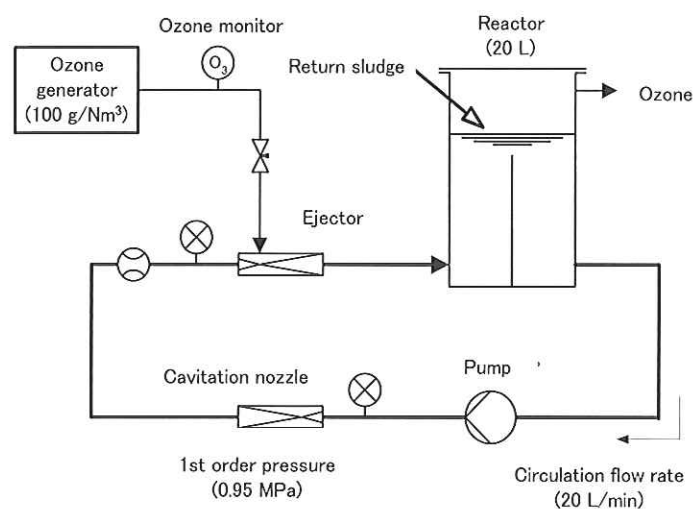 Ozone monitor
O₃
Ozone
generator
(100 g/Nm³)
Reactor
(20 L)
Return sludge
Ozone
Ejector
Cavitation nozzle
Pump
1st order pressure
(0.95 MPa)
Circulation flow rate
(20 L/min)